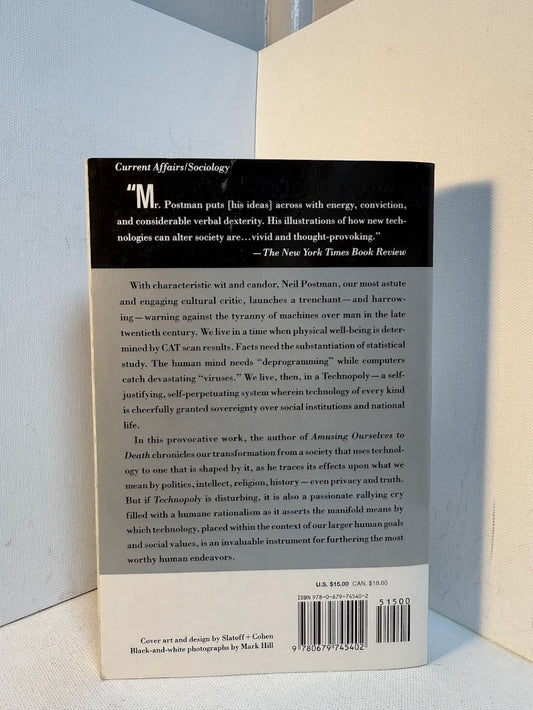 Current Affairs/Sociology
“Mr. Postman puts [his ideas] across with energy, conviction,
and considerable verbal dexterity. His illustrations of how new tech-
nologies can alter society are…vivid and thought-provoking.”
—The New York Times Book Review
With characteristic wit and candor, Neil Postman, our most astute
and engaging cultural critic, launches a trenchant—and harrow-
ing—warning against the tyranny of machines over man in the late
twentieth century. We live in a time when physical well-being is deter-
mined by CAT scan results. Facts need the substantiation of statistical
study. The human mind needs “deprogramming” while computers
catch devastating “viruses.” We live, then, in a Technopoly—a self-
justifying, self-perpetuating system wherein technology of every kind
is cheerfully granted sovereignty over social institutions and national
life.
In this provocative work, the author of Amusing Ourselves to
Death chronicles our transformation from a society that uses technol-
ogy to one that is shaped by it, as he traces its effects upon what we
mean by politics, intellect, religion, history—even privacy and truth.
But if Technopoly is disturbing, it is also a passionate rallying cry
filled with a humane rationalism as it asserts the manifold means by
which technology, placed within the context of our larger human goals
and social values, is an invaluable instrument for furthering the most
worthy human endeavors.
U.S. $15.00 CAN. $18.00
ISBN 978-0-679-74540-2
51500
9 780679 745402
Cover art and design by Slatoff + Cohen
Black-and-white photographs by Mark Hill